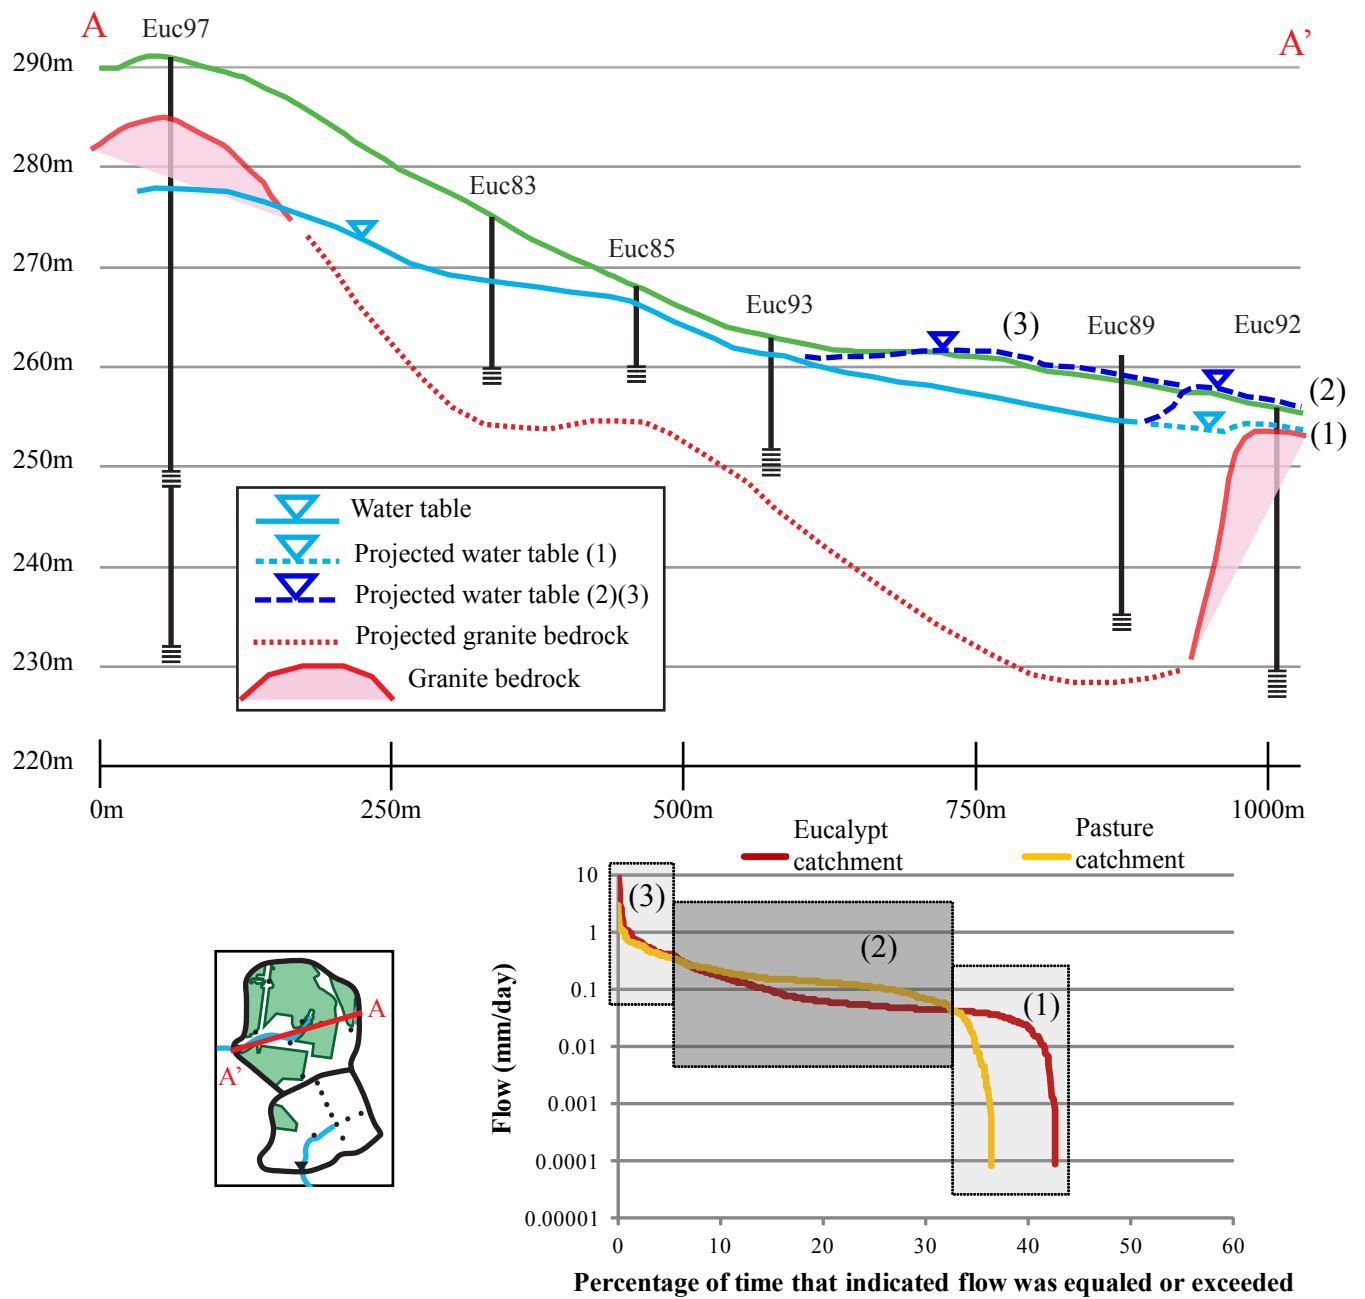 A
Euc97
A'
290m
280m
Euc83
270m
Euc85
Euc93
(3)
Euc89
Euc92
260m
(2)
(1)
250m
Water table
Projected water table (1)
240m
Projected water table (2)(3)
Projected granite bedrock
230m
Granite bedrock
220m
0m
250m
500m
750m
1000m
Eucalypt catchment
Pasture catchment
10
(3)
1
(2)
0.1
(1)
0.01
0.001
0.0001
0.00001
Flow (mm/day)
0
10
20
30
40
50
60
Percentage of time that indicated flow was equaled or exceeded
A
A'